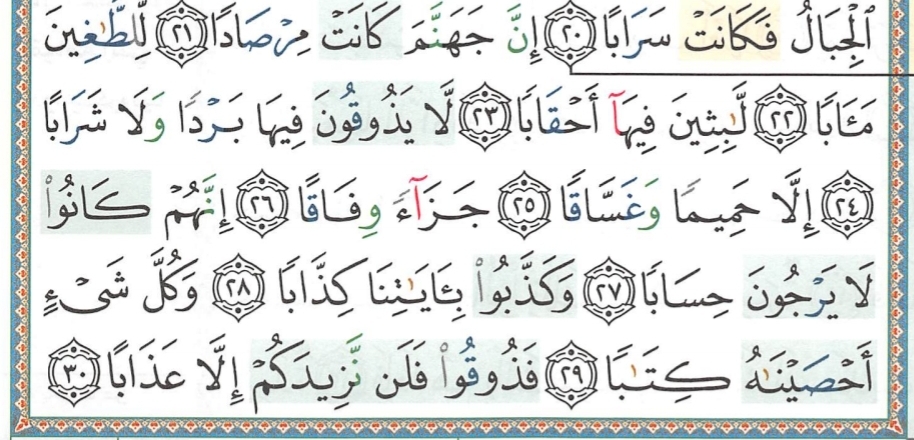 ٱلْجِبَالُ فَكَانَتْ سَرَابًا ٢٠ إِنَّ جَهَنَّمَ كَانَتْ مِرْصَادًا ٢١ لِّلطَّٰغِينَ
مَـَٔابًا ٢٢ لَّٰبِثِينَ فِيهَآ أَحْقَابًا ٢٣ لَّا يَذُوقُونَ فِيهَا بَرْدًا وَلَا شَرَابًا
٢٤ إِلَّا حَمِيمًا وَغَسَّاقًا ٢٥ جَزَآءً وِفَاقًا ٢٦ إِنَّهُمْ كَانُوا۟
لَا يَرْجُونَ حِسَابًا ٢٧ وَكَذَّبُوا۟ بِـَٔايَٰتِنَا كِذَّابًا ٢٨ وَكُلَّ شَىْءٍ
أَحْصَيْنَٰهُ كِتَٰبًا ٢٩ فَذُوقُوا۟ فَلَن نَّزِيدَكُمْ إِلَّا عَذَابًا ٣٠